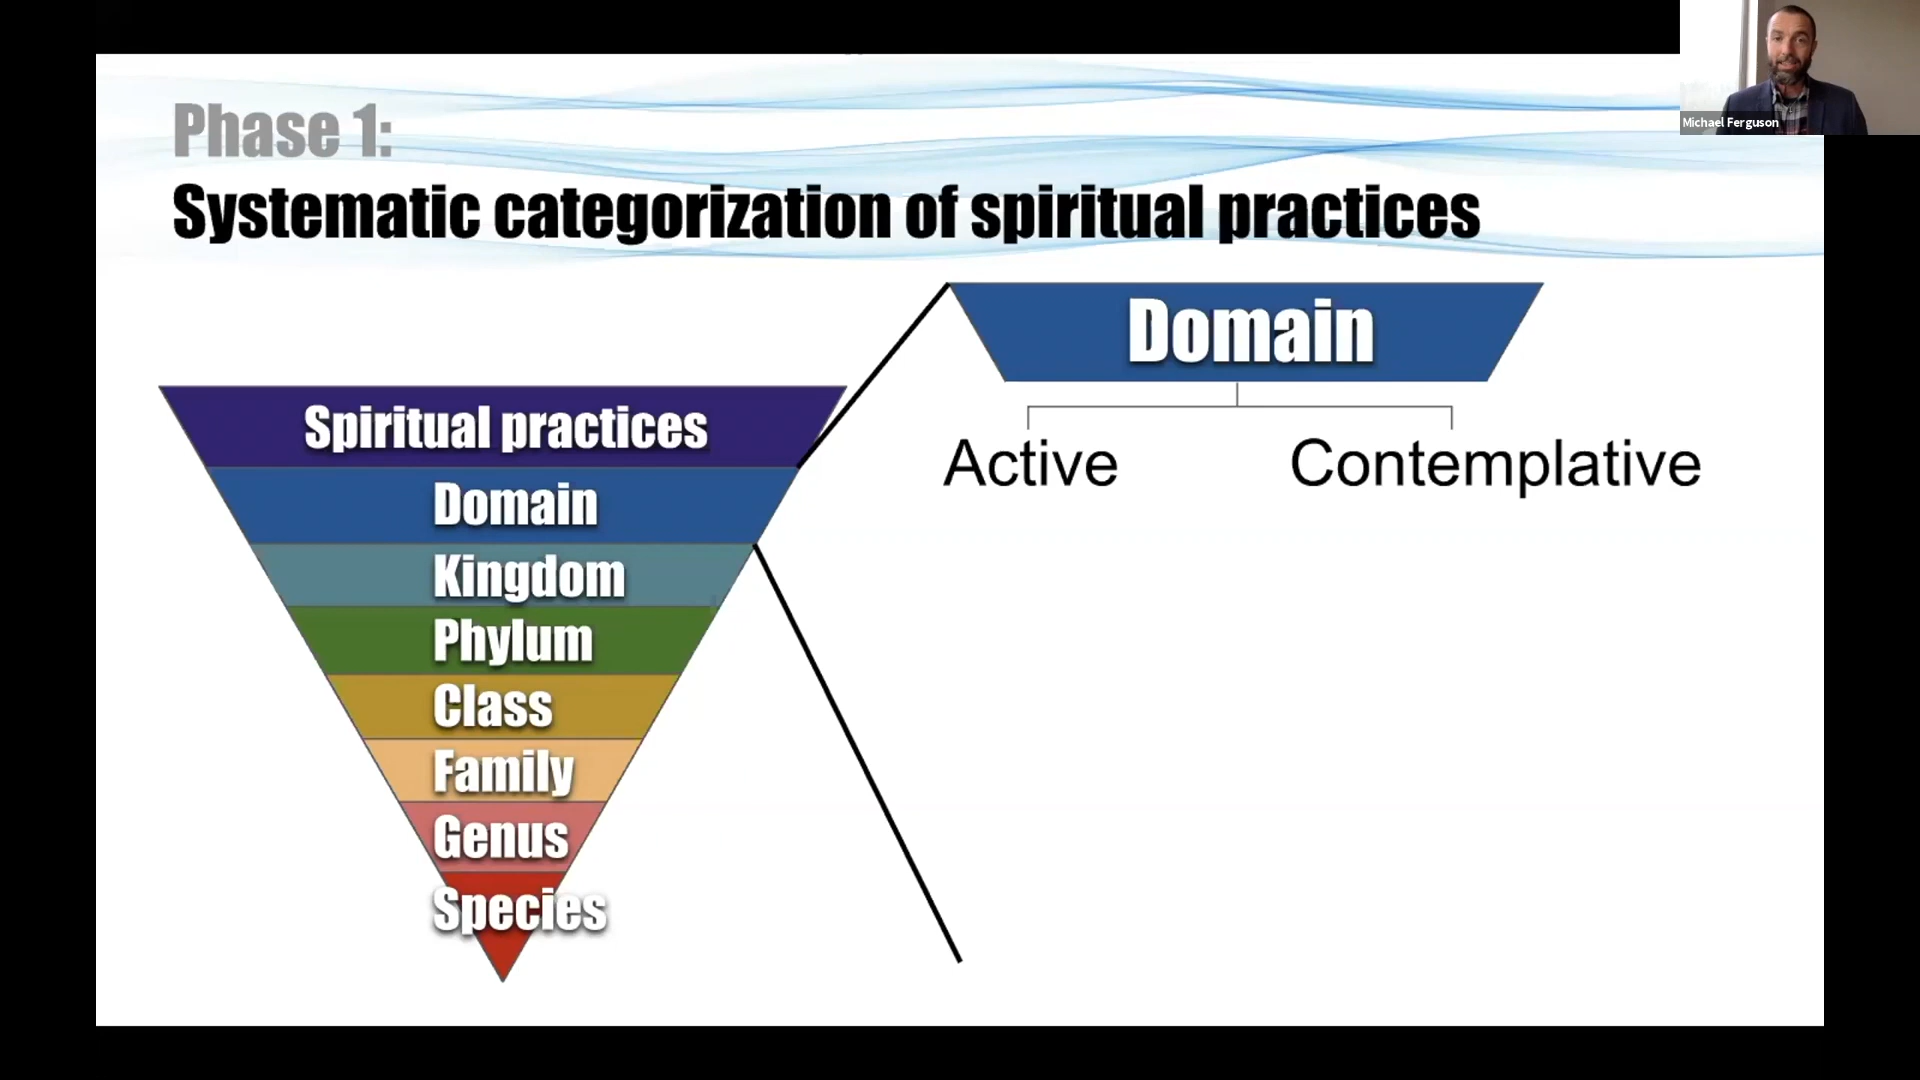 Michael Ferguson
Phase 1:
Systematic categorization of spiritual practices
Spiritual practices
Domain
Kingdom
Phylum
Class
Family
Genus
Species
Domain
Active
Contemplative